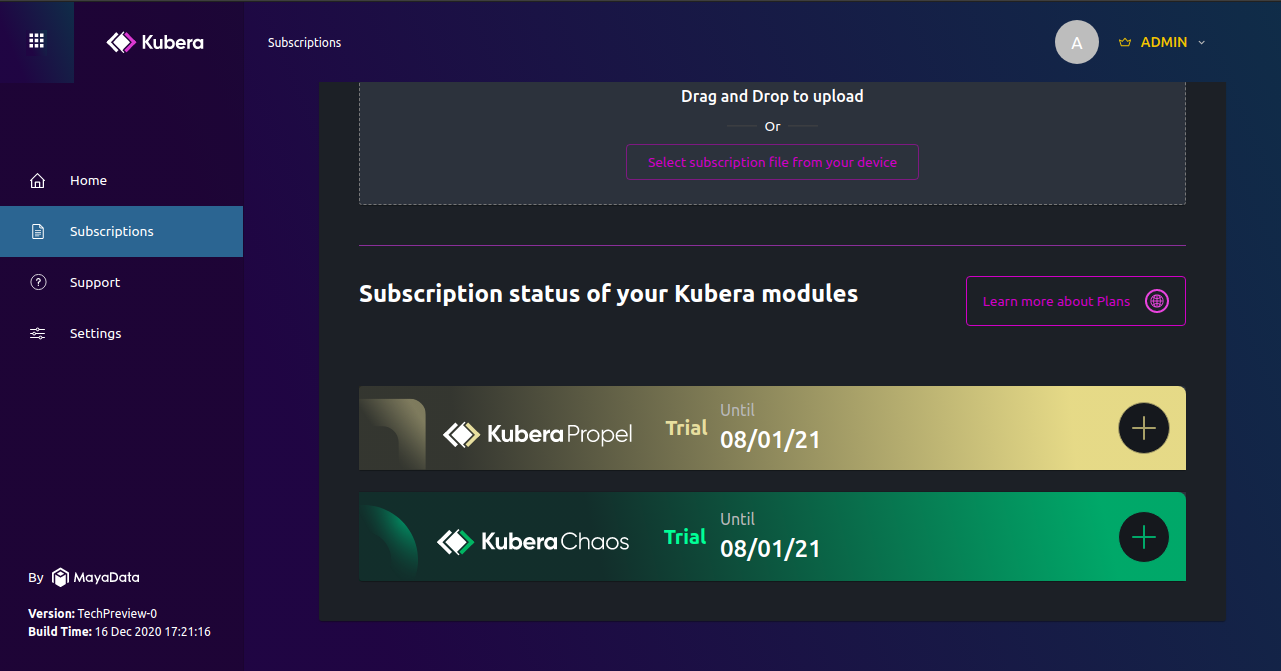 Kubera
Subscriptions
A
ADMIN
Home
Subscriptions
Support
Settings
By MayaData
Version: TechPreview-0
Build Time: 16 Dec 2020 17:21:16
Drag and Drop to upload
Or
Select subscription file from your device
Subscription status of your Kubera modules
Learn more about Plans
Kubera Propel
Trial
Until
08/01/21
Kubera Chaos
Trial
Until
08/01/21